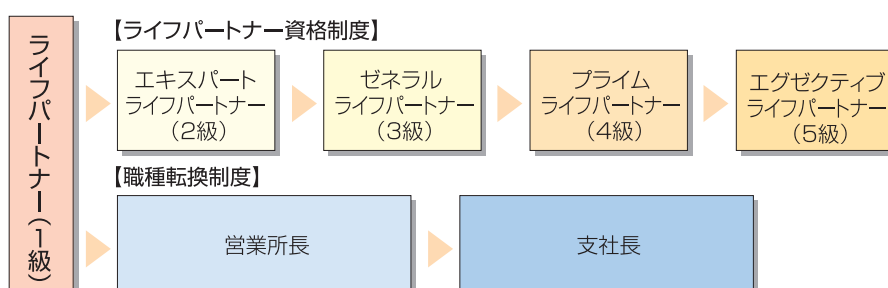 ライフパートナー(1級)
【ライフパートナー資格制度】
エキスパート
ライフパートナー
(2級)
ゼネラル
ライフパートナー
(3級)
プライム
ライフパートナー
(4級)
エグゼクティブ
ライフパートナー
(5級)
【職種転換制度】
営業所長
支社長